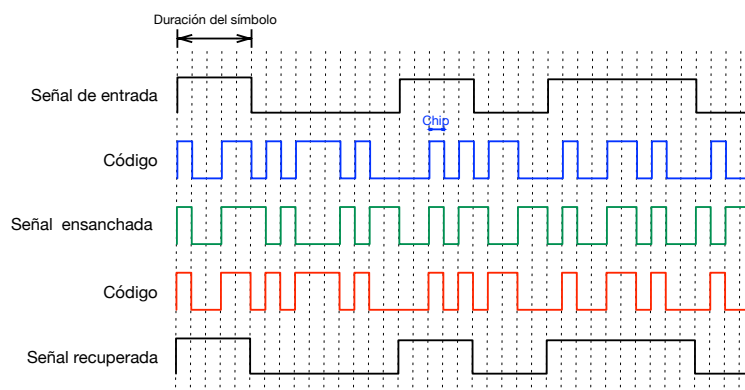 Duración del símbolo
Señal de entrada
Chip
Código
Señal ensanchada
Código
Señal recuperada